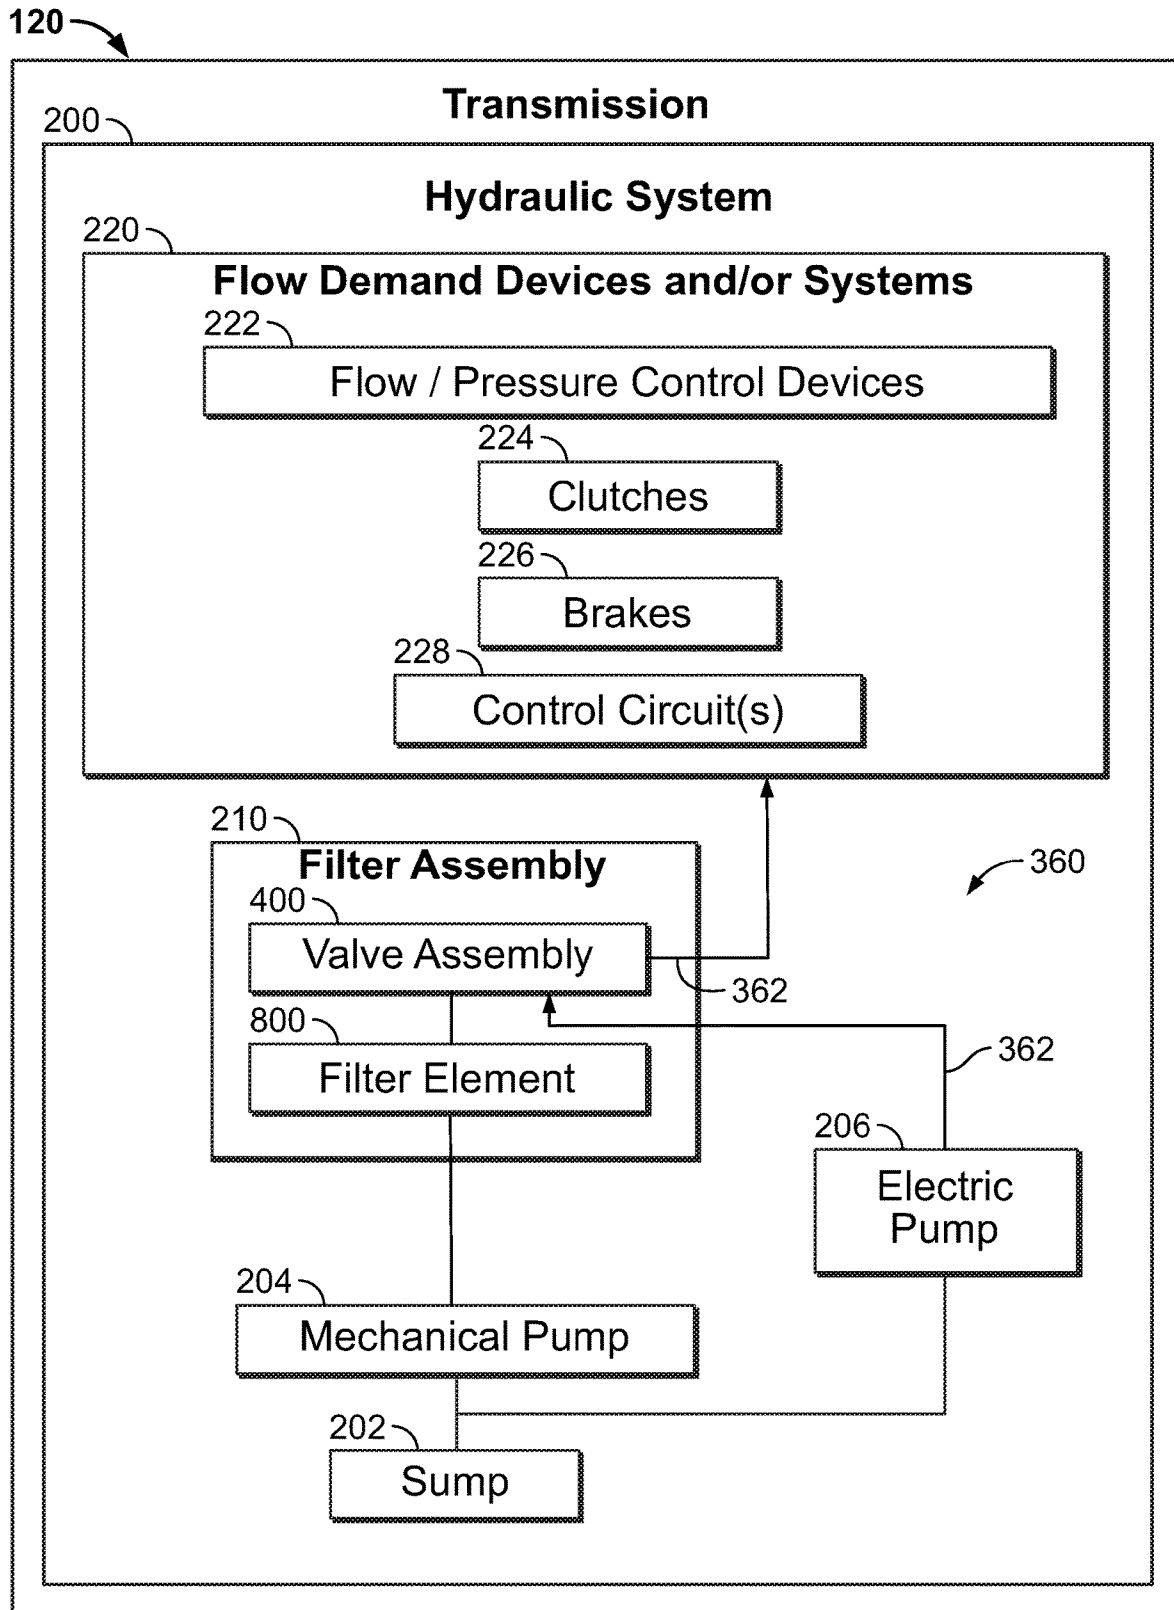 120
Transmission
200
Hydraulic System
220
Flow Demand Devices and/or Systems
222
Flow / Pressure Control Devices
224
Clutches
226
Brakes
228
Control Circuit(s)
210
Filter Assembly
360
400
Valve Assembly
362
800
Filter Element
362
206
Electric
Pump
204
Mechanical Pump
202
Sump